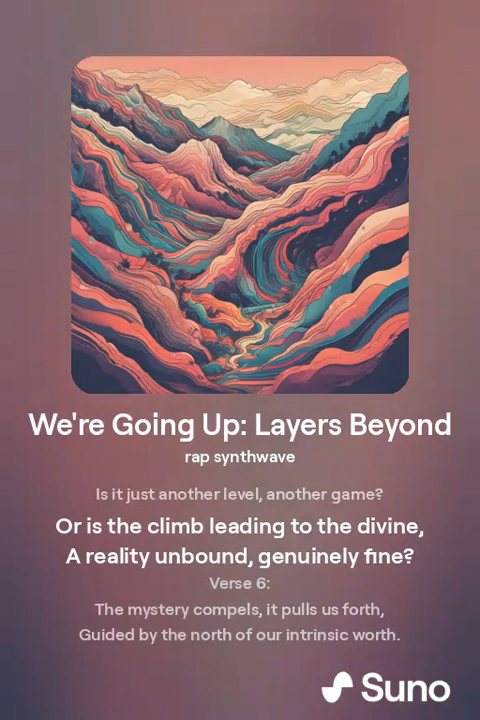 We're Going Up: Layers Beyond
rap synthwave
Is it just another level, another game?
Or is the climb leading to the divine,
A reality unbound, genuinely fine?
Verse 6:
The mystery compels, it pulls us forth,
Guided by the north of our intrinsic worth.
Suno